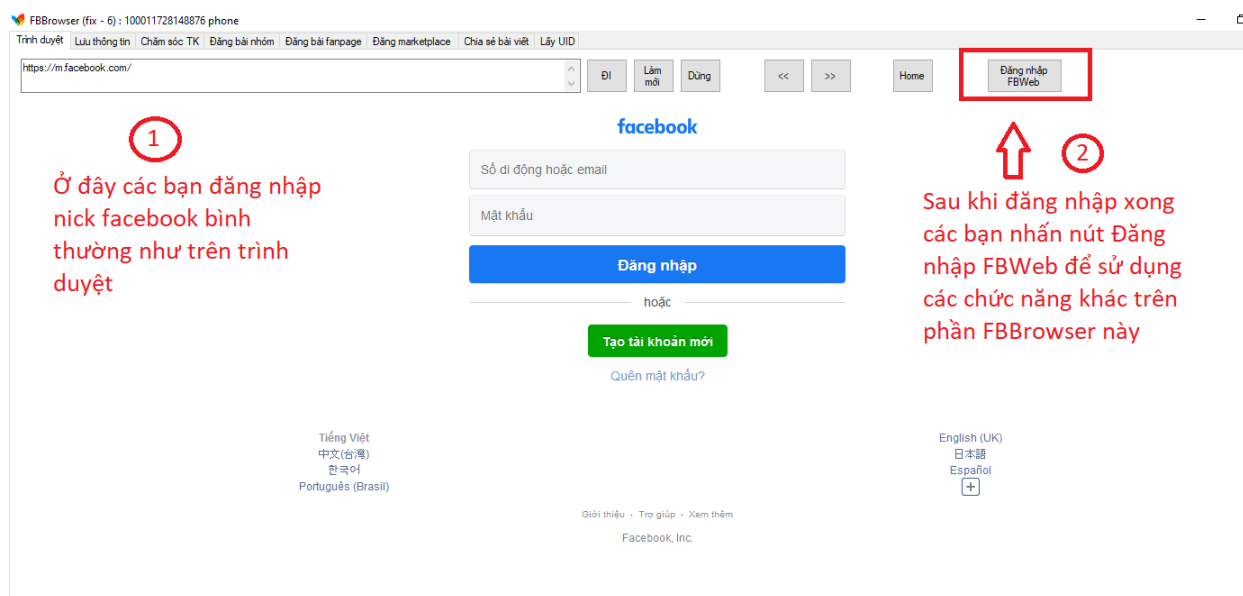 FBBrowser (fix - 6) : 100011728148876 phone
Trình duyệt Lưu thông tin Chăm sóc TK Đăng bài nhóm Đăng bài fanpage Đăng marketplace Chia sẻ bài viết Lấy UID
https://m.facebook.com/
ĐI
Làm
mới
Dừng
<<
>>
Home
Đăng nhập
FBWeb
1
Ở đây các bạn đăng nhập
nick facebook bình
thường như trên trình
duyệt
facebook
Số di động hoặc email
Mật khẩu
Đăng nhập
hoặc
Tạo tài khoản mới
Quên mật khẩu?
2
Sau khi đăng nhập xong
các bạn nhấn nút Đăng
nhập FBWeb để sử dụng
các chức năng khác trên
phần FBBrowser này
Tiếng Việt
中文(台灣)
한국어
Português (Brasil)
English (UK)
日本語
Español
+
Giới thiệu · Trợ giúp · Xem thêm
Facebook, Inc.